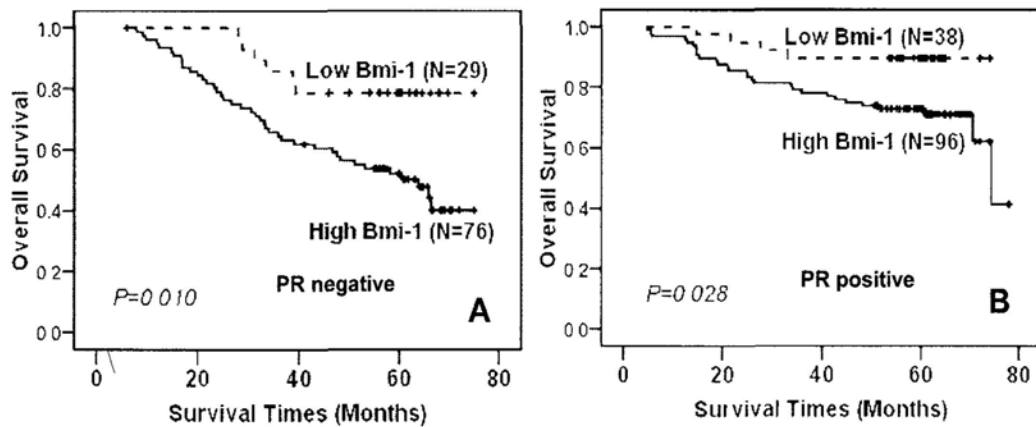 Overall Survival
1.0
0.8
0.6
0.4
0 2
0 0
Low Bmi-1 (N=29)
High Bmi-1 (N=76)
PR negative
P=0 010
A
0 20 40 60 80
Survival Times (Months)
Overall Survival
1.0
0.8
0.6
0.4
0.2
0.0
Low Bmi-1 (N=38)
High Bmi-1 (N=96)
PR positive
P=0 028
B
0 20 40 60 80
Survival Times (Months)